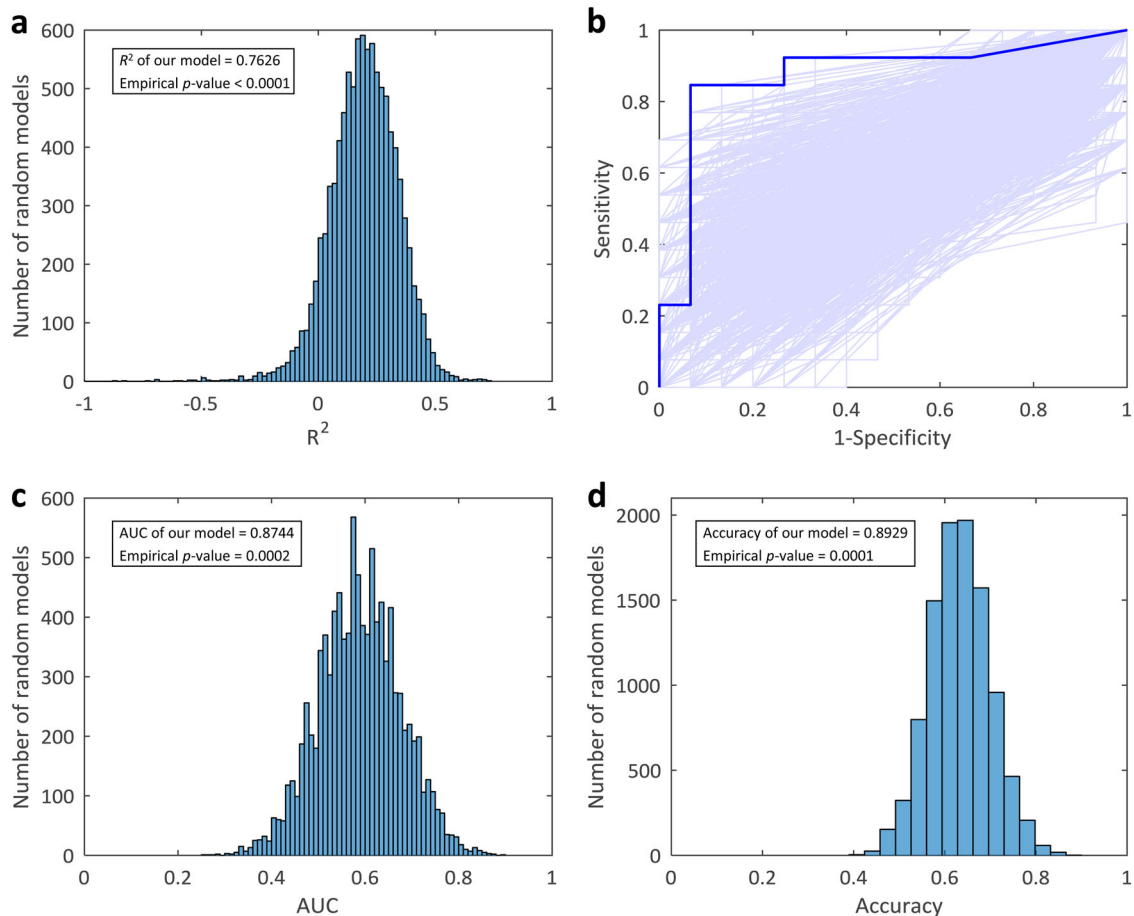 a
600
500
400
300
200
100
0
Number of random models
R² of our model = 0.7626
Empirical p-value < 0.0001
-1 -0.5 0 0.5 1
R²
b
1
0.8
0.6
0.4
0.2
0
Sensitivity
0 0.2 0.4 0.6 0.8 1
1-Specificity
c
600
500
400
300
200
100
0
Number of random models
AUC of our model = 0.8744
Empirical p-value = 0.0002
0 0.2 0.4 0.6 0.8 1
AUC
d
2000
1500
1000
500
0
Number of random models
Accuracy of our model = 0.8929
Empirical p-value = 0.0001
0 0.2 0.4 0.6 0.8 1
Accuracy